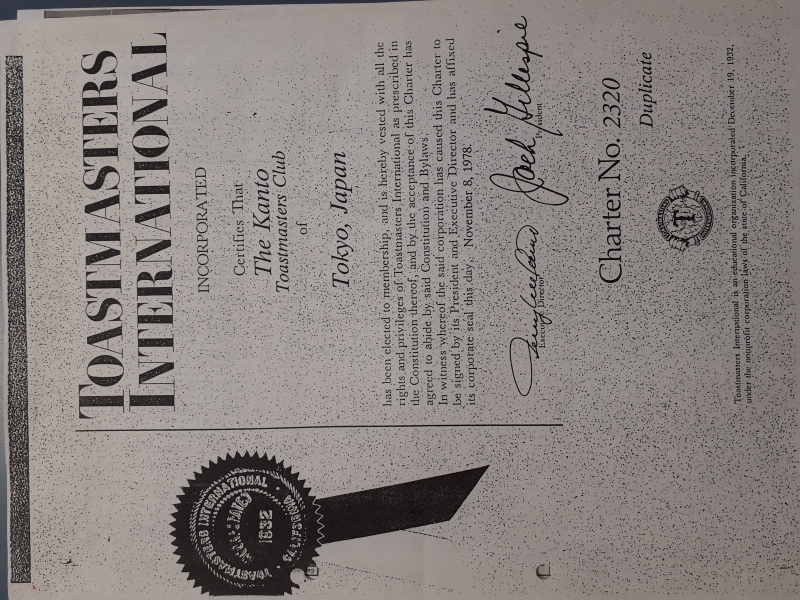 TOASTMASTERS
INTERNATIONAL
INCORPORATED
Certifies That
The Kanto
Toastmasters Club
of
Tokyo, Japan
has been elected to membership, and is hereby vested with all the
rights and privileges of Toastmasters International as prescribed in
the Constitution thereof, and by the acceptance of this Charter has
agreed to abide by said Constitution and Bylaws.
In witness whereof the said corporation has caused this Charter to
be signed by its President and Executive Director and has affixed
its corporate seal this day, November 8, 1978.
Jack Gillespie
Executive Director
President
Charter No. 2320
Duplicate
T
Toastmasters International is an educational organization incorporated December 19, 1932,
under the nonprofit corporation laws of the state of California.
TOASTMASTERS INTERNATIONAL
1932
CALIFORNIA